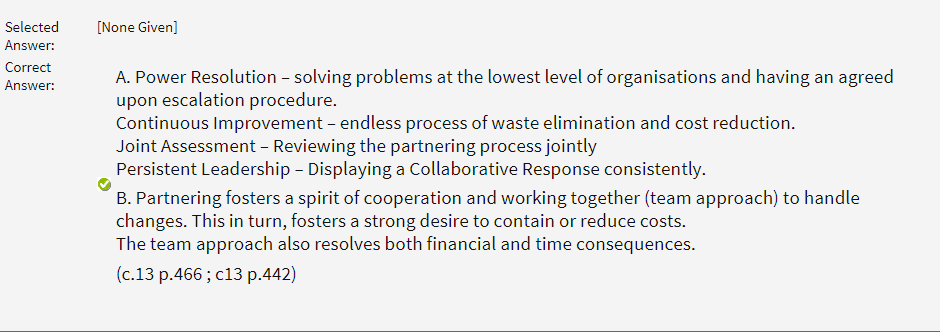 Selected Answer: [None Given]
Correct Answer:
A. Power Resolution – solving problems at the lowest level of organisations and having an agreed
upon escalation procedure.
Continuous Improvement – endless process of waste elimination and cost reduction.
Joint Assessment – Reviewing the partnering process jointly
Persistent Leadership – Displaying a Collaborative Response consistently.
B. Partnering fosters a spirit of cooperation and working together (team approach) to handle
changes. This in turn, fosters a strong desire to contain or reduce costs.
The team approach also resolves both financial and time consequences.
(c.13 p.466 ; c13 p.442)